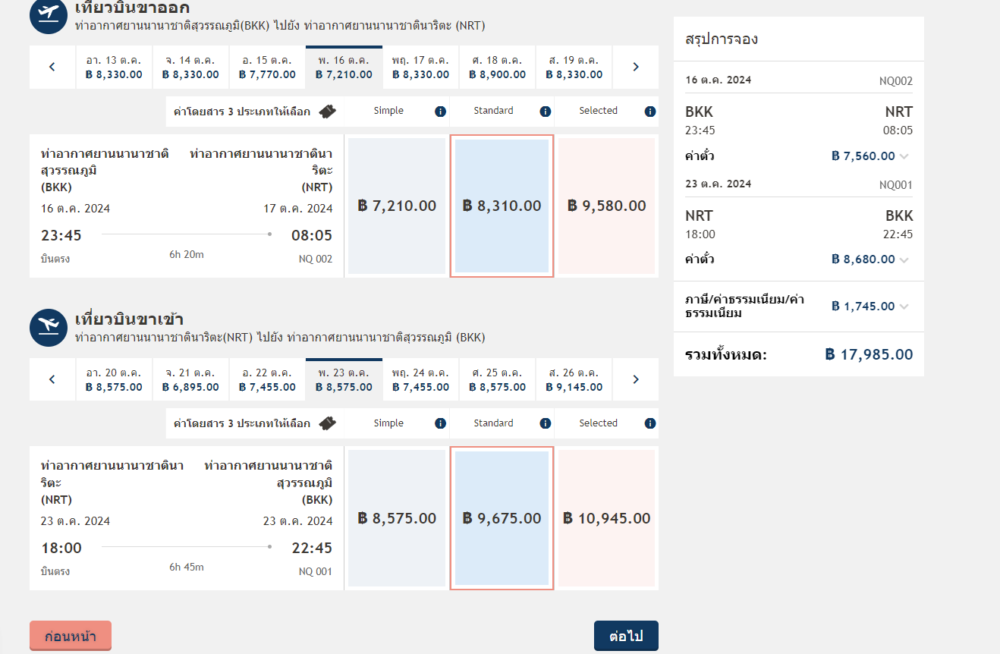 เที่ยวบินขาออก
ท่าอากาศยานนานาชาติสุวรรณภูมิ(BKK) ไปยัง ท่าอากาศยานนานาชาตินาริตะ (NRT)
อา. 13 ต.ค. จ. 14 ต.ค. อ. 15 ต.ค. พ. 16 ต.ค. พฤ. 17 ต.ค. ศ. 18 ต.ค. ส. 19 ต.ค.
฿ 8,330.00 ฿ 8,330.00 ฿ 7,770.00 ฿ 7,210.00 ฿ 8,330.00 ฿ 8,900.00 ฿ 8,330.00
ค่าโดยสาร 3 ประเภทให้เลือก Simple Standard Selected
ท่าอากาศยานนานาชาติ ท่าอากาศยานนานาชาตินา
สุวรรณภูมิ ริตะ
(BKK) (NRT)
16 ต.ค. 2024 17 ต.ค. 2024
23:45 08:05
6h 20m
บินตรง NQ 002
฿ 7,210.00 ฿ 8,310.00 ฿ 9,580.00
เที่ยวบินขาเข้า
ท่าอากาศยานนานาชาตินาริตะ(NRT) ไปยัง ท่าอากาศยานนานาชาติสุวรรณภูมิ (BKK)
อา. 20 ต.ค. จ. 21 ต.ค. อ. 22 ต.ค. พ. 23 ต.ค. พฤ. 24 ต.ค. ศ. 25 ต.ค. ส. 26 ต.ค.
฿ 8,575.00 ฿ 6,895.00 ฿ 7,455.00 ฿ 8,575.00 ฿ 7,455.00 ฿ 8,575.00 ฿ 9,145.00
ค่าโดยสาร 3 ประเภทให้เลือก Simple Standard Selected
ท่าอากาศยานนานาชาตินา ท่าอากาศยานนานาชาติ
ริตะ สุวรรณภูมิ
(NRT) (BKK)
23 ต.ค. 2024 23 ต.ค. 2024
18:00 22:45
6h 45m
บินตรง NQ 001
฿ 8,575.00 ฿ 9,675.00 ฿ 10,945.00
ก่อนหน้า ต่อไป
สรุปการจอง
16 ต.ค. 2024 NQ002
BKK NRT
23:45 08:05
ค่าตั๋ว ฿ 7,560.00
23 ต.ค. 2024 NQ001
NRT BKK
18:00 22:45
ค่าตั๋ว ฿ 8,680.00
ภาษี/ค่าธรรมเนียม/ค่า
ธรรมเนียม ฿ 1,745.00
รวมทั้งหมด: ฿ 17,985.00